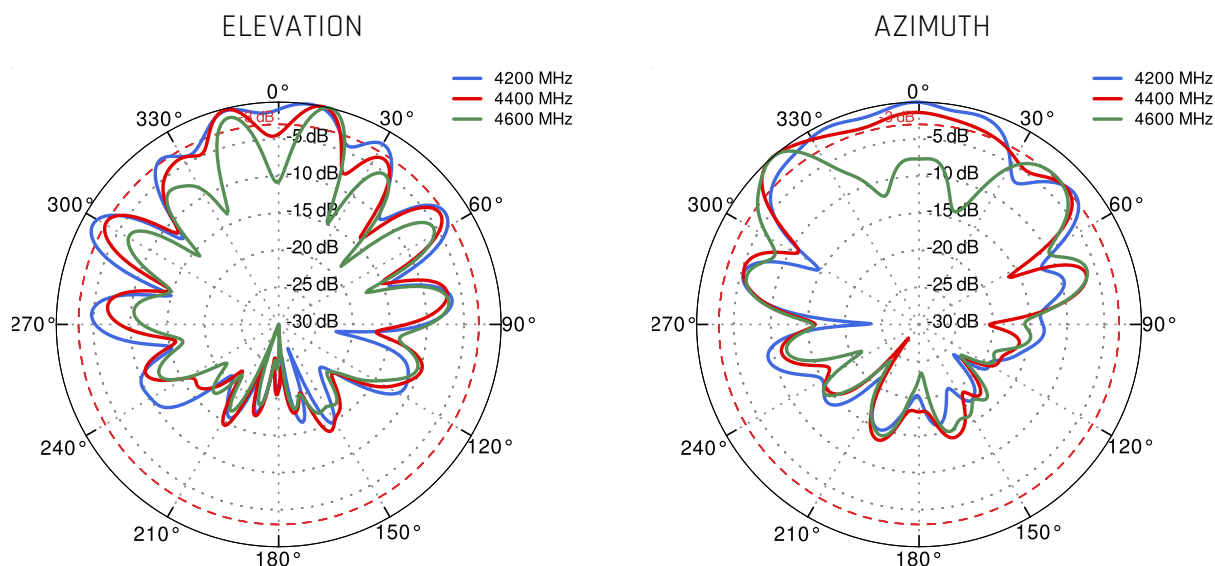 ELEVATION
4200 MHz
4400 MHz
4600 MHz
0°
30°
60°
90°
120°
150°
180°
210°
240°
270°
300°
330°
-3 dB
-5 dB
-10 dB
-15 dB
-20 dB
-25 dB
-30 dB
AZIMUTH
4200 MHz
4400 MHz
4600 MHz
0°
30°
60°
90°
120°
150°
180°
210°
240°
270°
300°
330°
-3 dB
-5 dB
-10 dB
-15 dB
-20 dB
-25 dB
-30 dB